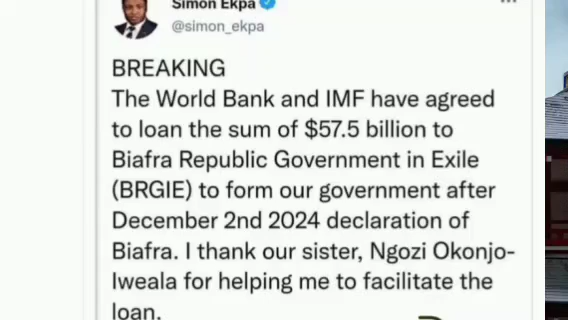 Simon Ekpa
@simon_ekpa
BREAKING
The World Bank and IMF have agreed
to loan the sum of $57.5 billion to
Biafra Republic Government in Exile
(BRGIE) to form our government after
December 2nd 2024 declaration of
Biafra. I thank our sister, Ngozi Okonjo-
Iweala for helping me to facilitate the
loan.